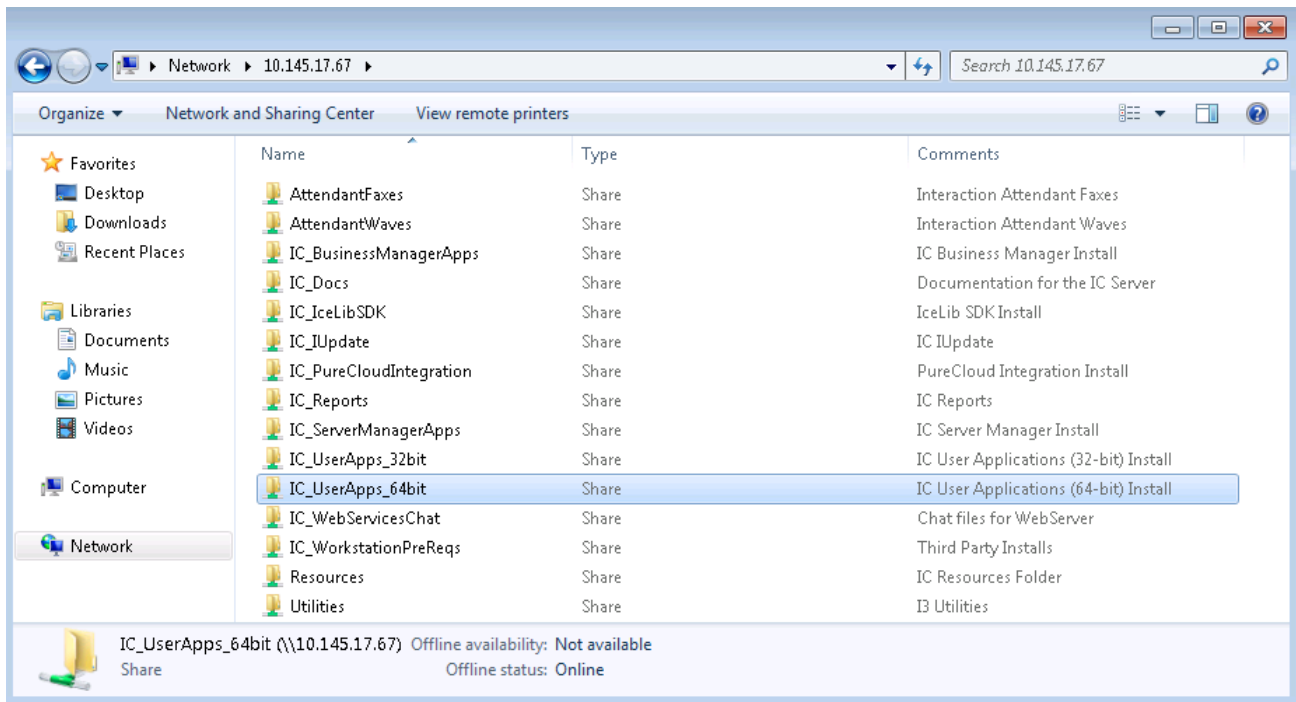 Network 10.145.17.67 Search 10.145.17.67
Organize Network and Sharing Center View remote printers
Favorites
Desktop
Downloads
Recent Places
Libraries
Documents
Music
Pictures
Videos
Computer
Network
Name Type Comments
AttendantFaxes Share Interaction Attendant Faxes
AttendantWaves Share Interaction Attendant Waves
IC_BusinessManagerApps Share IC Business Manager Install
IC_Docs Share Documentation for the IC Server
IC_IceLibSDK Share IceLib SDK Install
IC_IUpdate Share IC IUpdate
IC_PureCloudIntegration Share PureCloud Integration Install
IC_Reports Share IC Reports
IC_ServerManagerApps Share IC Server Manager Install
IC_UserApps_32bit Share IC User Applications (32-bit) Install
IC_UserApps_64bit Share IC User Applications (64-bit) Install
IC_WebServicesChat Share Chat files for WebServer
IC_WorkstationPreReqs Share Third Party Installs
Resources Share IC Resources Folder
Utilities Share I3 Utilities
IC_UserApps_64bit (\\10.145.17.67) Offline availability: Not available
Share Offline status: Online